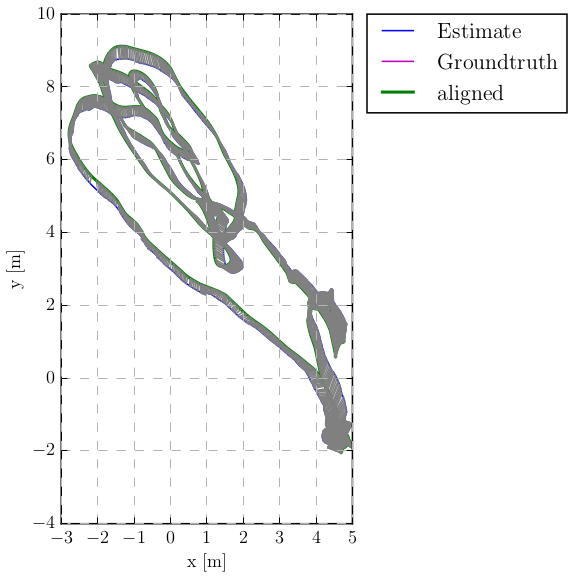 10
8
6
4
2
0
−2
−4
−3 −2 −1 0 1 2 3 4 5
x [m]
y [m]
Estimate
Groundtruth
aligned